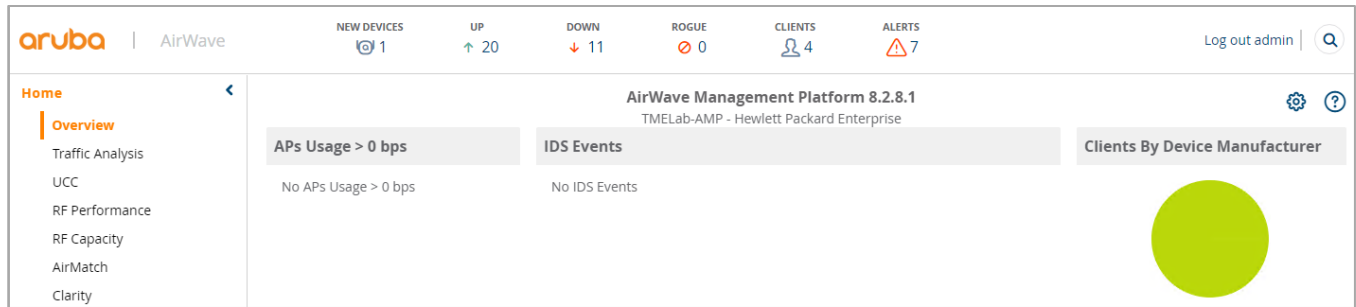 aruba | AirWave
NEW DEVICES
1
UP
20
DOWN
11
ROGUE
0
CLIENTS
4
ALERTS
7
Log out admin
Home
Overview
Traffic Analysis
UCC
RF Performance
RF Capacity
AirMatch
Clarity
AirWave Management Platform 8.2.8.1
TMELab-AMP - Hewlett Packard Enterprise
APs Usage > 0 bps
No APs Usage > 0 bps
IDS Events
No IDS Events
Clients By Device Manufacturer